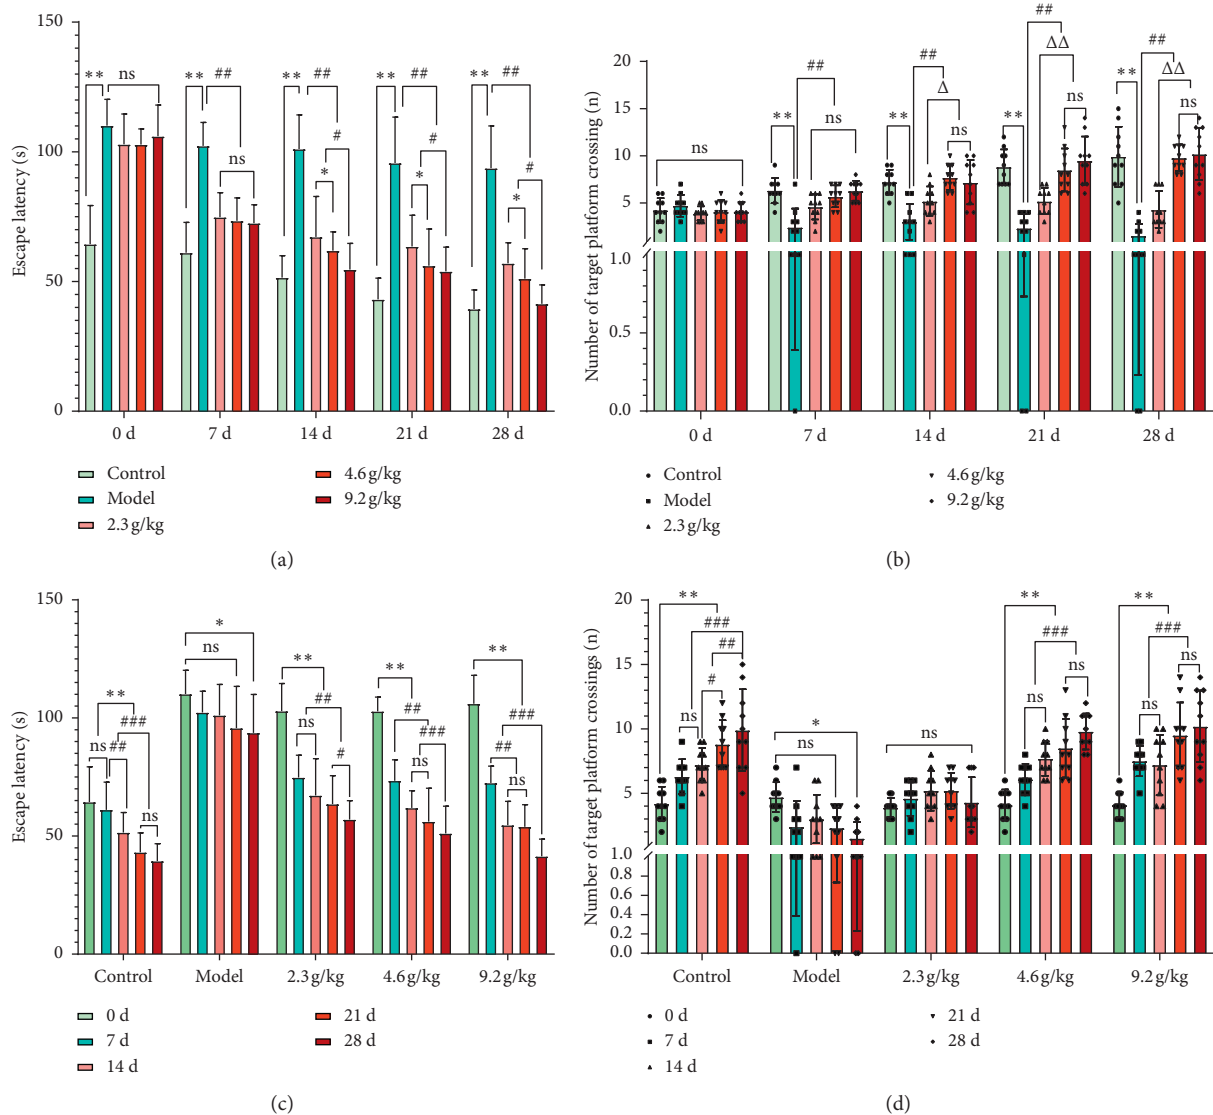 150
100
50
0
Escape latency (s)
** ns
** ##
ns
** ##
#
*
** ##
#
*
** ##
#
*
0 d 7 d 14 d 21 d 28 d
Control
Model
2.3 g/kg
4.6 g/kg
9.2 g/kg
(a)
20
15
10
5
1.0
0.5
0.0
Number of target platform crossing (n)
ns
** ##
ns
** ##
Δ
ns
** ##
ΔΔ
ns
** ##
ΔΔ
ns
0 d 7 d 14 d 21 d 28 d
Control
Model
2.3 g/kg
4.6 g/kg
9.2 g/kg
(b)
150
100
50
0
Escape latency (s)
**
###
ns ##
ns
*
ns
**
##
ns
#
**
##
###
ns
**
###
##
ns
Control Model 2.3 g/kg 4.6 g/kg 9.2 g/kg
0 d
7 d
14 d
21 d
28 d
(c)
20
15
10
5
1.0
0.8
0.6
0.4
0.2
0.0
Number of target platform crossings (n)
**
###
##
#
ns
*
ns
ns
**
###
ns
ns
**
###
ns
ns
Control Model 2.3 g/kg 4.6 g/kg 9.2 g/kg
0 d
7 d
14 d
21 d
28 d
(d)